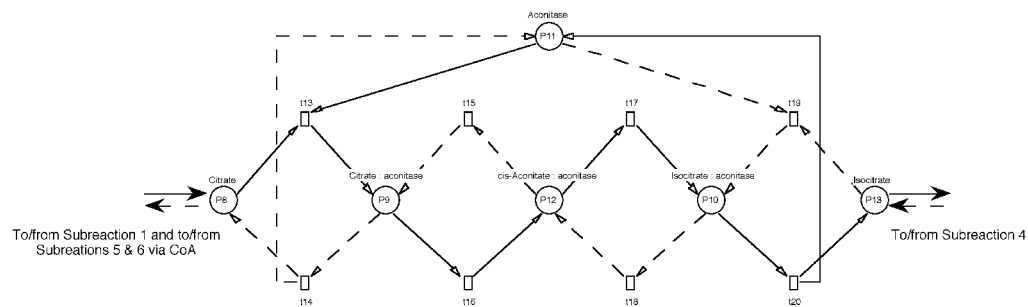 Aconitase
P11
t13
t15
t17
t19
Citrate
Citrate : aconitase
cis-Aconitate : aconitase
Isocitrate : aconitase
Isocitrate
P8
P9
P12
P10
P13
To/from Subreaction 1 and to/from
Subreations 5 & 6 via CoA
To/from Subreaction 4
t14
t16
t18
t20